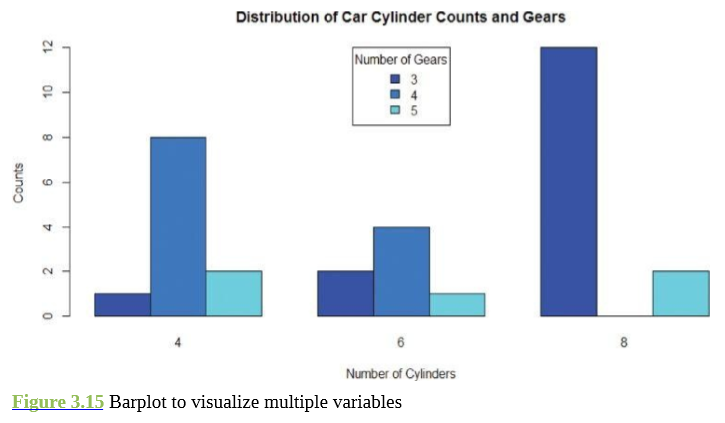 Distribution of Car Cylinder Counts and Gears
Number of Gears
3
4
5
12
10
8
6
4
2
0
Counts
4 6 8
Number of Cylinders
Figure 3.15 Barplot to visualize multiple variables